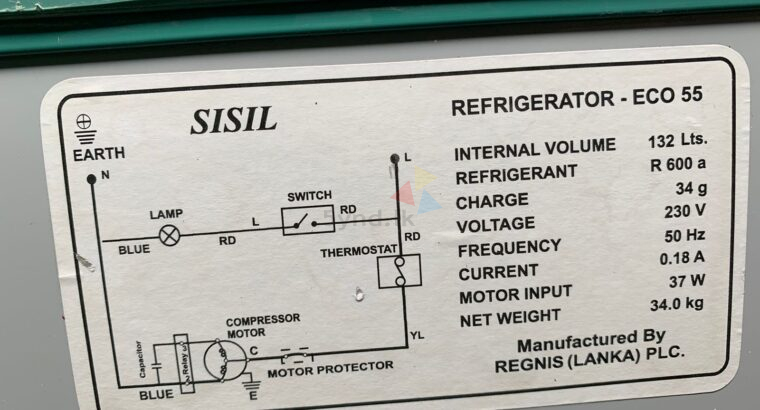 SISIL
REFRIGERATOR - ECO 55
EARTH
N
L
LAMP
BLUE
RD
L
SWITCH
RD
RD
THERMOSTAT
YL
COMPRESSOR
MOTOR
Capacitor
Relay
C
MOTOR PROTECTOR
BLUE
E
INTERNAL VOLUME 132 Lts.
REFRIGERANT R 600 a
CHARGE 34 g
VOLTAGE 230 V
FREQUENCY 50 Hz
CURRENT 0.18 A
MOTOR INPUT 37 W
NET WEIGHT 34.0 kg
Manufactured By
REGNIS (LANKA) PLC.